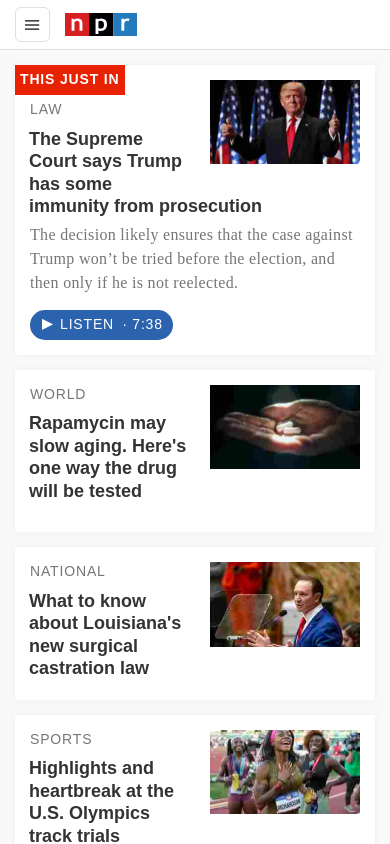 npr
THIS JUST IN
LAW
The Supreme
Court says Trump
has some
immunity from prosecution
The decision likely ensures that the case against
Trump won’t be tried before the election, and
then only if he is not reelected.
LISTEN · 7:38
WORLD
Rapamycin may
slow aging. Here's
one way the drug
will be tested
NATIONAL
What to know
about Louisiana's
new surgical
castration law
SPORTS
Highlights and
heartbreak at the
U.S. Olympics
track trials